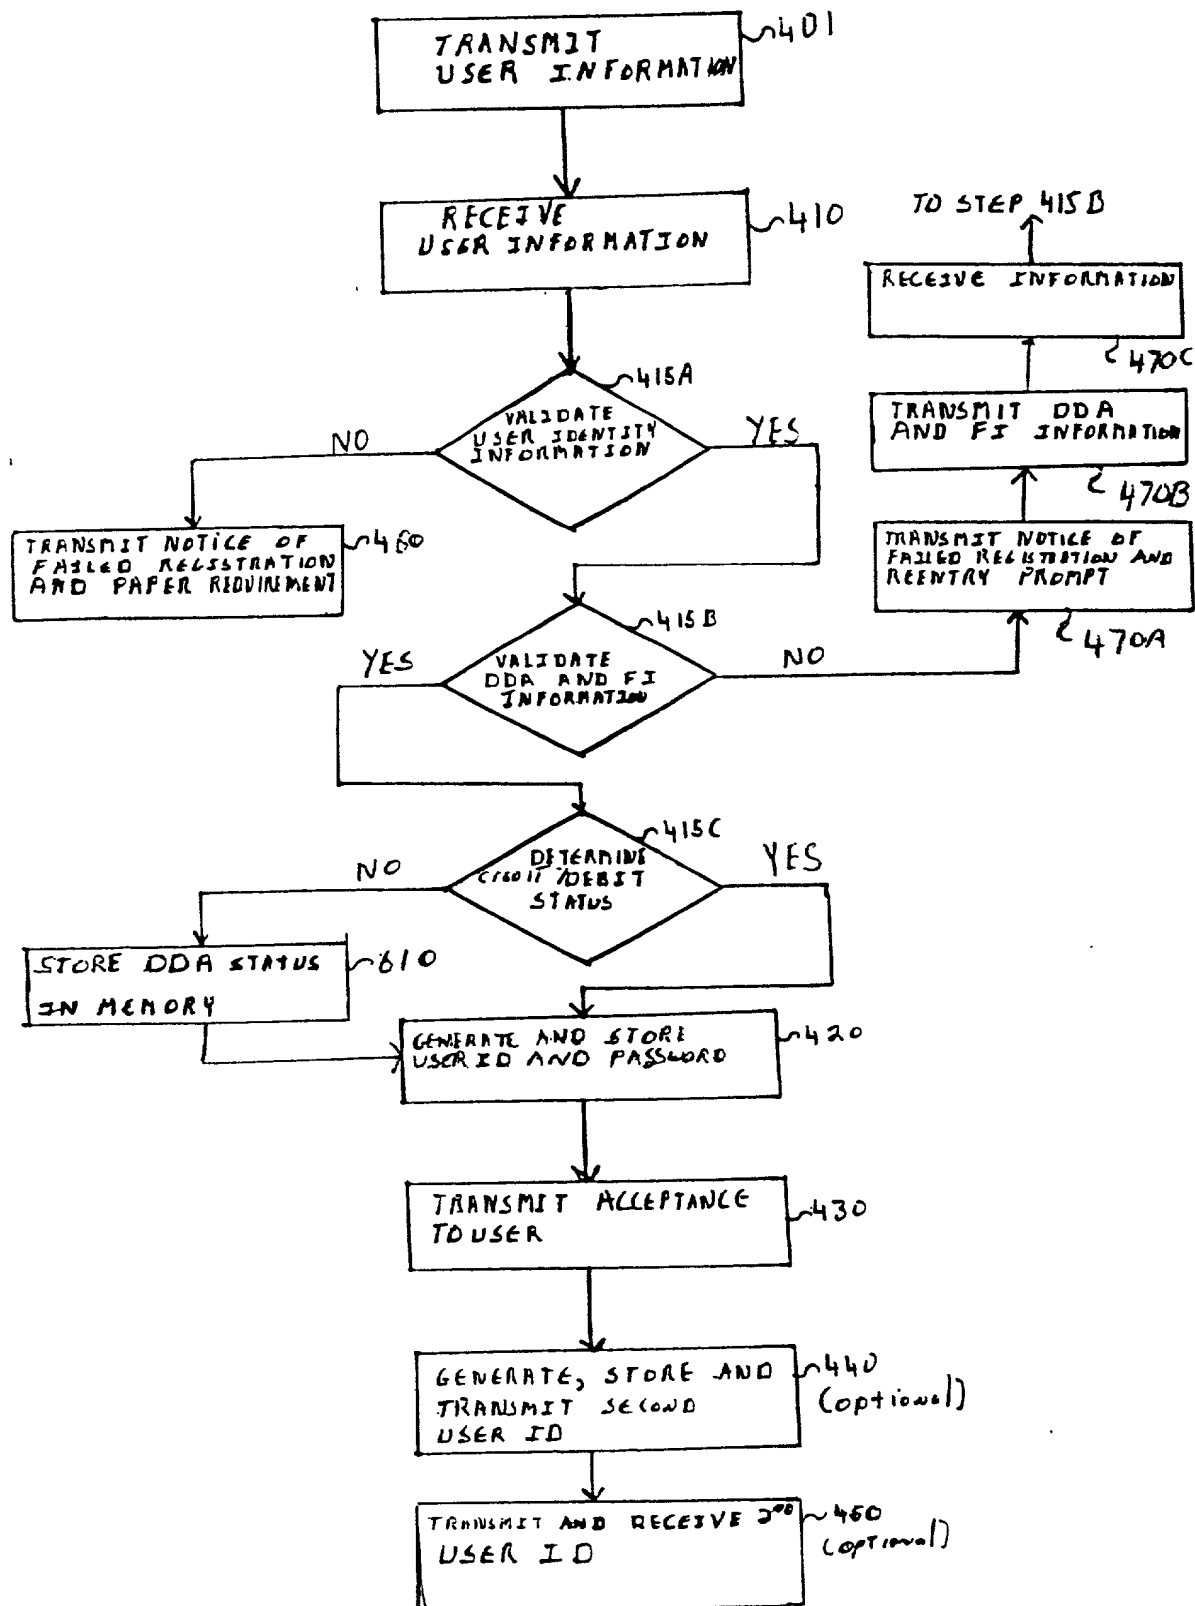 TRANSMIT
USER INFORMATION
401
RECEIVE
USER INFORMATION
410
TO STEP 415B
RECEIVE INFORMATION
470C
TRANSMIT DDA
AND FI INFORMATION
470B
TRANSMIT NOTICE OF
FAILED REGISTRATION AND
REENTRY PROMPT
470A
415A
VALIDATE
USER IDENTITY
INFORMATION
NO
YES
TRANSMIT NOTICE OF
FAILED REGISTRATION
AND PAPER REQUIREMENT
460
415B
VALIDATE
DDA AND FI
INFORMATION
YES
NO
415C
DETERMINE
CREDIT/DEBIT
STATUS
NO
YES
STORE DDA STATUS
IN MEMORY
610
GENERATE AND STORE
USER ID AND PASSWORD
420
TRANSMIT ACCEPTANCE
TO USER
430
GENERATE, STORE AND
TRANSMIT SECOND
USER ID
440
(optional)
TRANSMIT AND RECEIVE 2ND
USER ID
450
(optional)